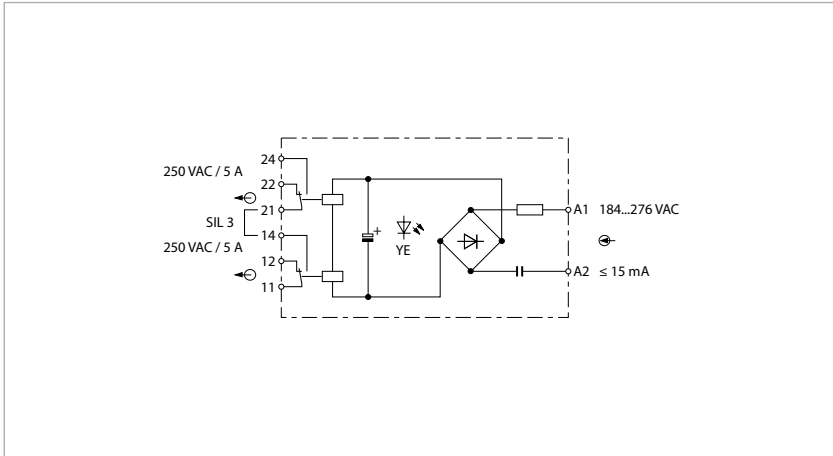 24
250 VAC / 5 A
22
21
SIL 3
14
250 VAC / 5 A
12
11
+
YE
A1 184...276 VAC
A2 ≤ 15 mA